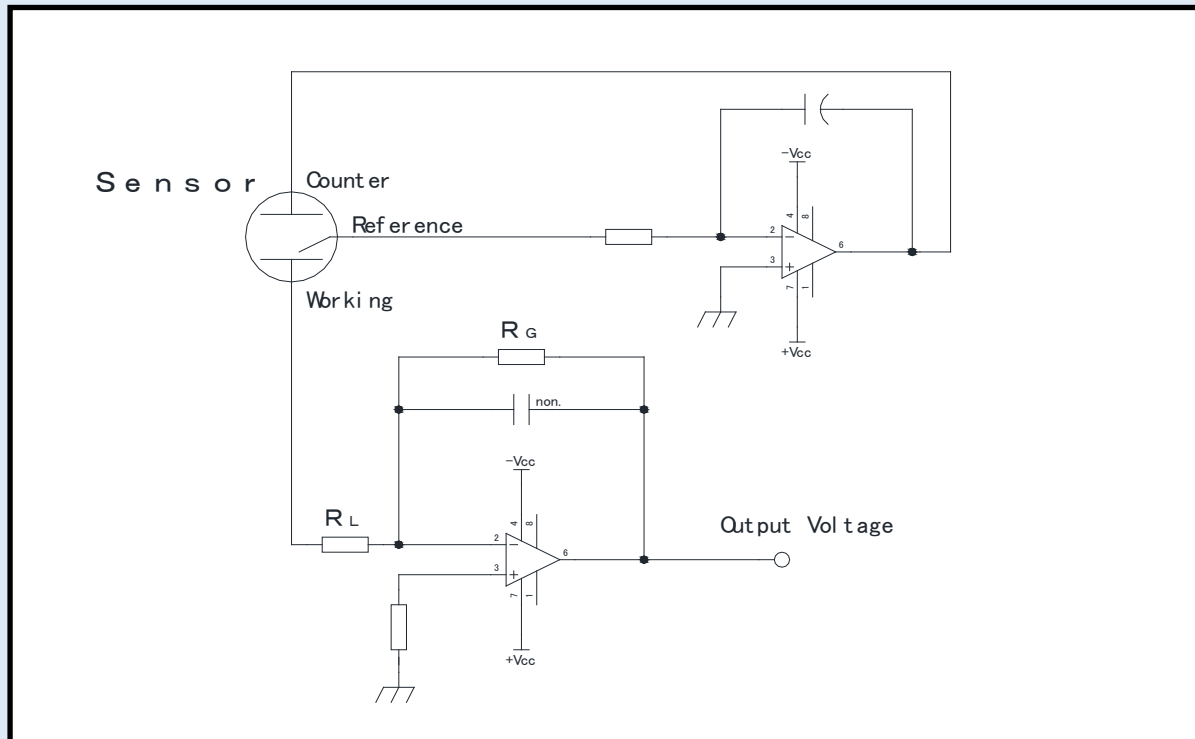 Sensor
Counter
Reference
Working
-Vcc
4
8
2
-
3
+
6
7
1
+Vcc
RG
non.
-Vcc
RL
4
8
2
-
3
+
6
7
1
+Vcc
Output Voltage